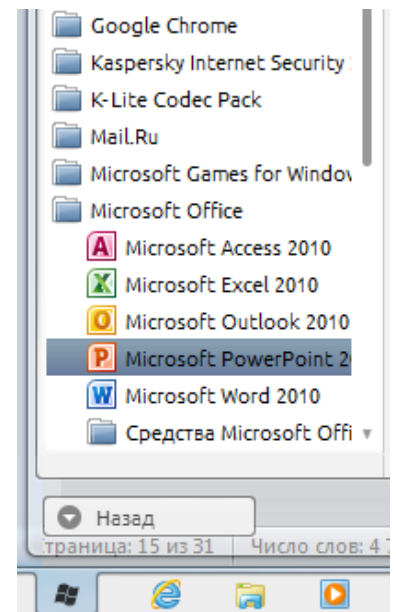 Google Chrome
Kaspersky Internet Security
K-Lite Codec Pack
Mail.Ru
Microsoft Games for Window
Microsoft Office
Microsoft Access 2010
Microsoft Excel 2010
Microsoft Outlook 2010
Microsoft PowerPoint 2
Microsoft Word 2010
Средства Microsoft Offi
Назад
траница: 15 из 31 Число слов: 4